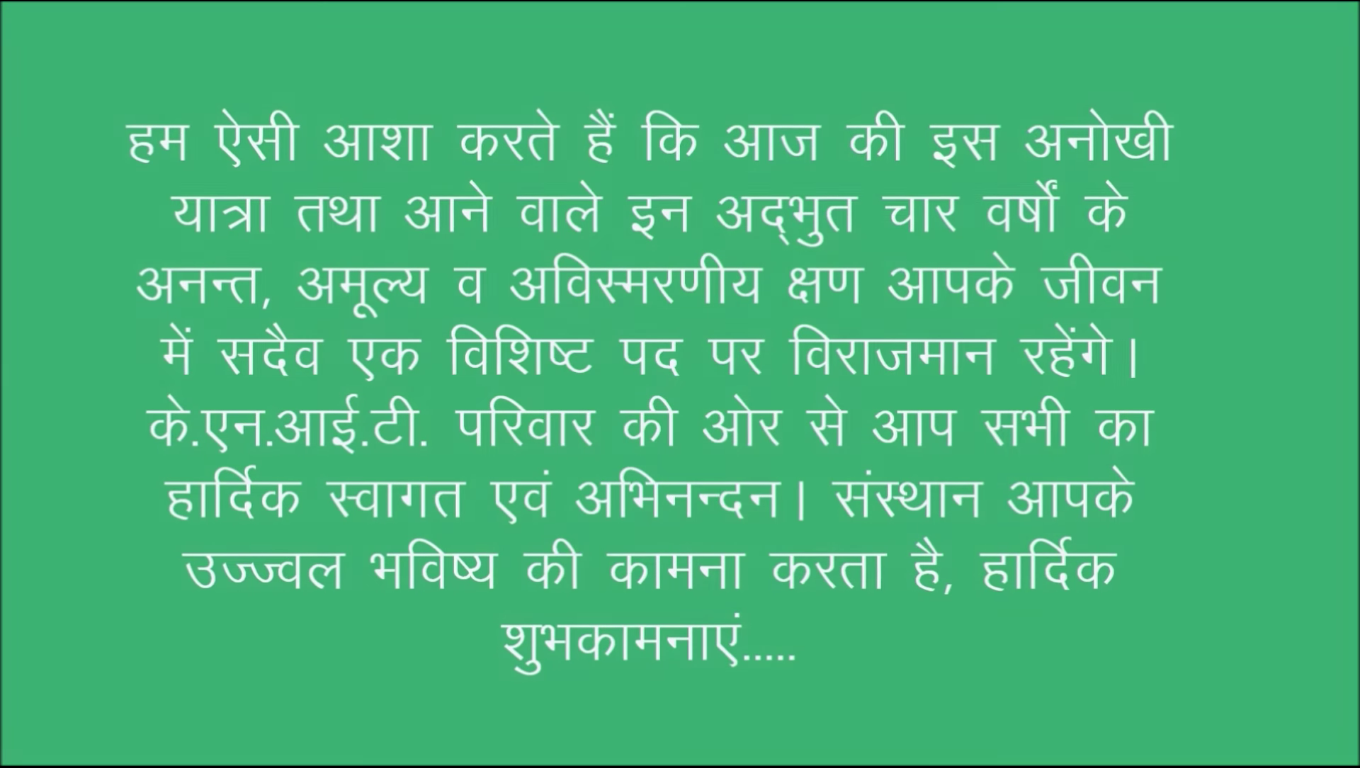 हम ऐसी आशा करते हैं कि आज की इस अनोखी
यात्रा तथा आने वाले इन अद्‌भुत चार वर्षों के
अनन्त, अमूल्य व अविस्मरणीय क्षण आपके जीवन
में सदैव एक विशिष्ट पद पर विराजमान रहेंगे।
के.एन.आई.टी. परिवार की ओर से आप सभी का
हार्दिक स्वागत एवं अभिनन्दन। संस्थान आपके
उज्ज्वल भविष्य की कामना करता है, हार्दिक
शुभकामनाएं.....